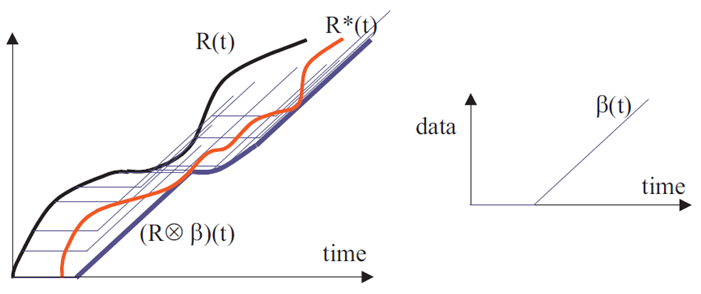 R(t)
R*(t)
(R⊗ β)(t)
time
data
β(t)
time